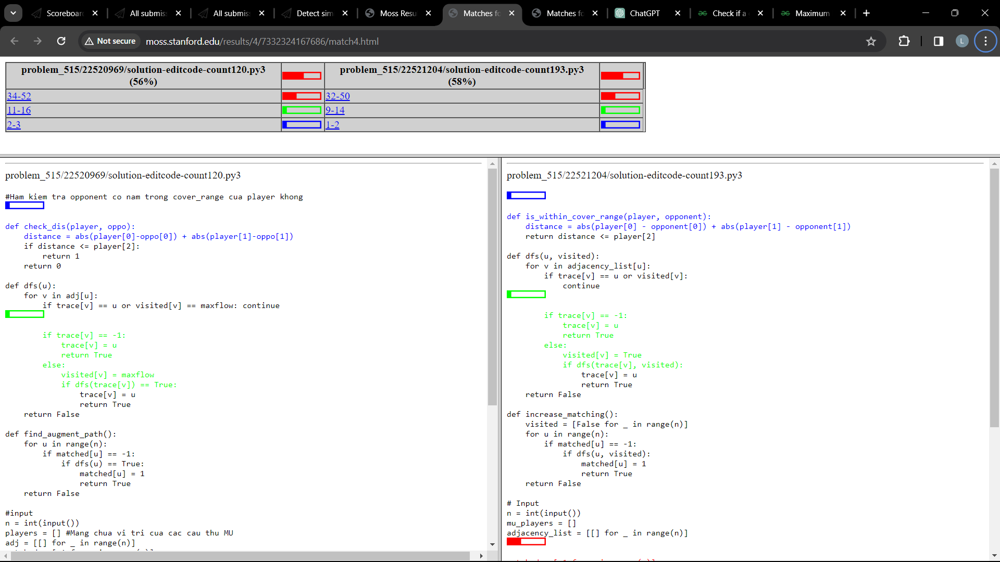 Scoreboar
All submis
All submis
Detect sim
Moss Resu
Matches fo
Matches fo
ChatGPT
Check if a
Maximum
Not secure
moss.stanford.edu/results/4/7332324167686/match4.html
L
problem_515/22520969/solution-editcode-count120.py3
(56%)
problem_515/22521204/solution-editcode-count193.py3
(58%)
34-52
32-50
11-16
9-14
2-3
1-2
problem_515/22520969/solution-editcode-count120.py3
#Ham kiem tra opponent co nam trong cover_range cua player khong
def check_dis(player, oppo):
    distance = abs(player[0]-oppo[0]) + abs(player[1]-oppo[1])
    if distance <= player[2]:
        return 1
    return 0
def dfs(u):
    for v in adj[u]:
        if trace[v] == u or visited[v] == maxflow: continue
        if trace[v] == -1:
            trace[v] = u
            return True
        else:
            visited[v] = maxflow
            if dfs(trace[v]) == True:
                trace[v] = u
                return True
    return False
def find_augment_path():
    for u in range(n):
        if matched[u] == -1:
            if dfs(u) == True:
                matched[u] = 1
                return True
    return False
#input
n = int(input())
players = [] #Mang chua vi tri cua cac cau thu MU
adj = [[] for _ in range(n)]
problem_515/22521204/solution-editcode-count193.py3
def is_within_cover_range(player, opponent):
    distance = abs(player[0] - opponent[0]) + abs(player[1] - opponent[1])
    return distance <= player[2]
def dfs(u, visited):
    for v in adjacency_list[u]:
        if trace[v] == u or visited[v]:
            continue
        if trace[v] == -1:
            trace[v] = u
            return True
        else:
            visited[v] = True
            if dfs(trace[v], visited):
                trace[v] = u
                return True
    return False
def increase_matching():
    visited = [False for _ in range(n)]
    for u in range(n):
        if matched[u] == -1:
            if dfs(u, visited):
                matched[u] = 1
                return True
    return False
# Input
n = int(input())
mu_players = []
adjacency_list = [[] for _ in range(n)]